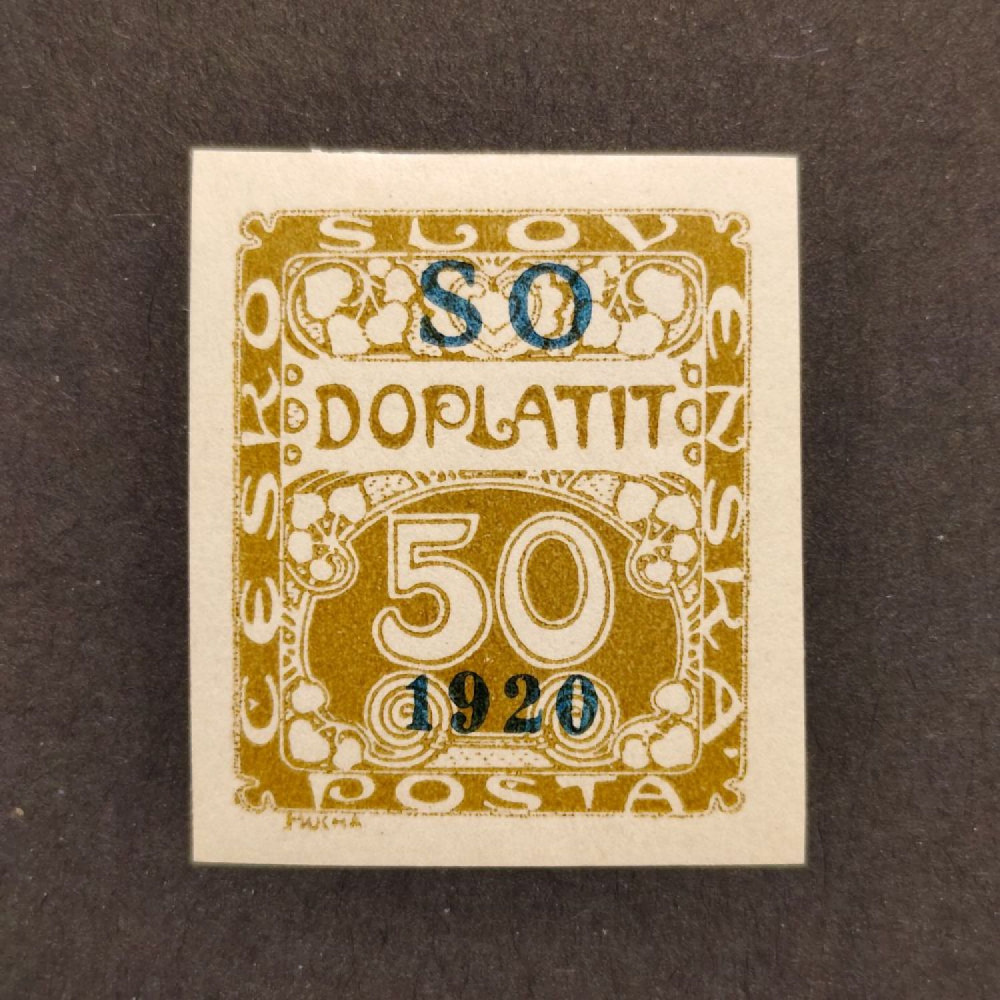 ČESKO SLOVENSKÁ
SO
DOPLATIT
50
1920
POŠTA
MUCHA